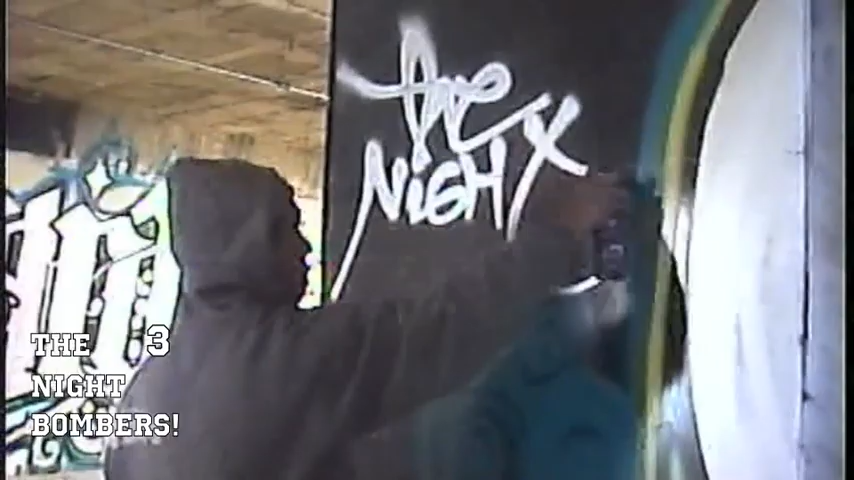 the
NIGHT
THE 3
NIGHT
BOMBERS!